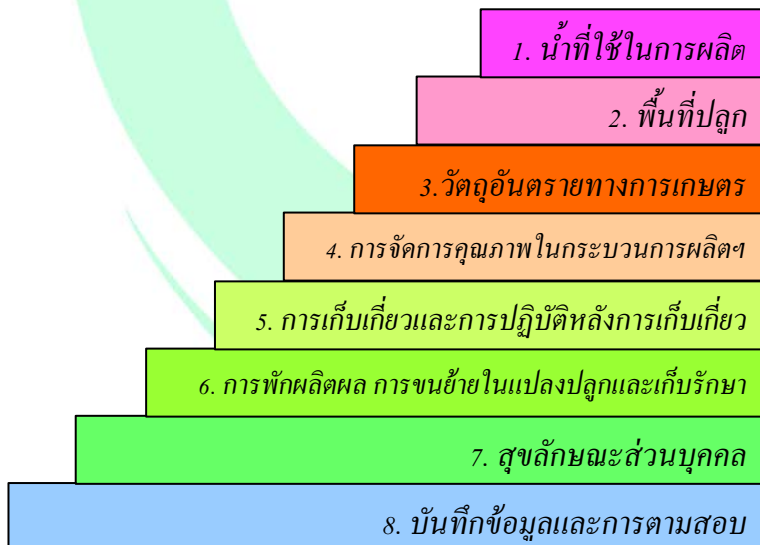 1. น้ำที่ใช้ในการผลิต
2. พื้นที่ปลูก
3.วัตถุอันตรายทางการเกษตร
4. การจัดการคุณภาพในกระบวนการผลิตฯ
5. การเก็บเกี่ยวและการปฏิบัติหลังการเก็บเกี่ยว
6. การพักผลิตผล การขนย้ายในแปลงปลูกและเก็บรักษา
7. สุขลักษณะส่วนบุคคล
8. บันทึกข้อมูลและการตามสอบ